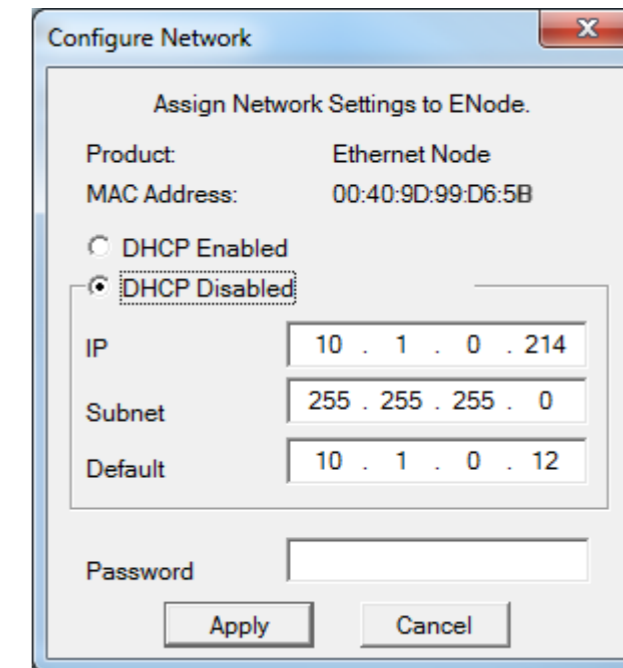 Configure Network
Assign Network Settings to ENode.
Product: Ethernet Node
MAC Address: 00:40:9D:99:D6:5B
DHCP Enabled
DHCP Disabled
IP 10 . 1 . 0 . 214
Subnet 255 . 255 . 255 . 0
Default 10 . 1 . 0 . 12
Password
Apply Cancel